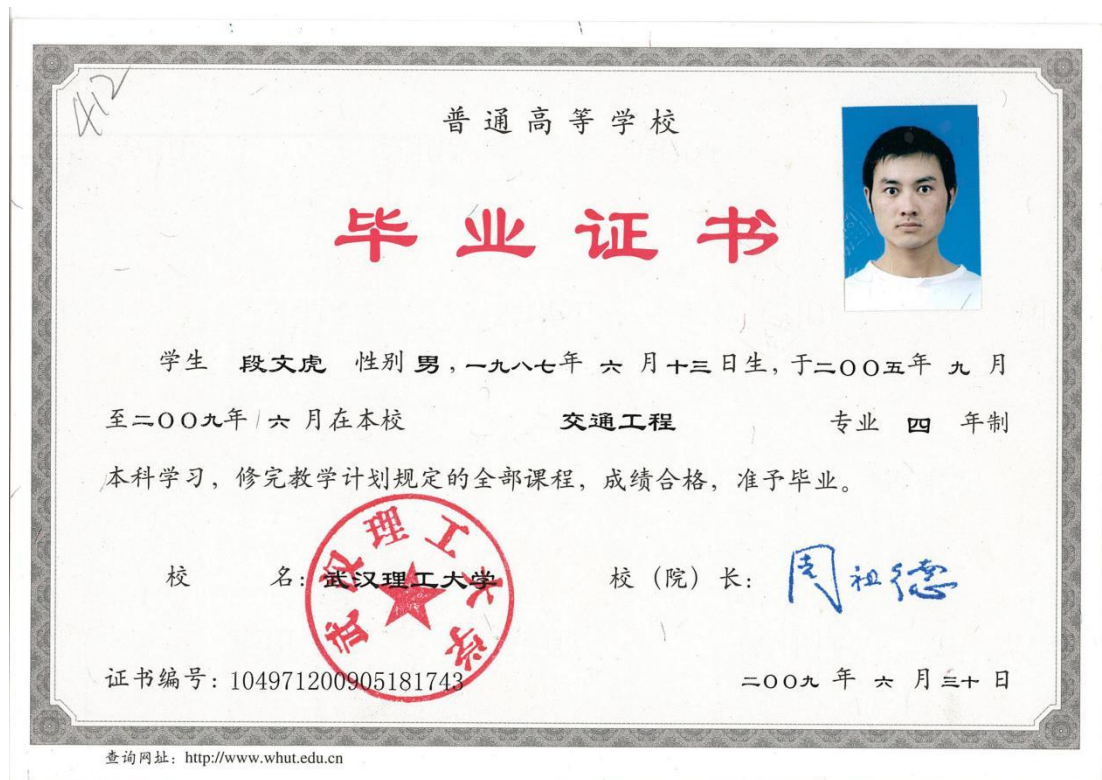 412
普通高等学校
毕业证书
学生 段文虎 性别 男，一九八七年 六 月十三日生，于二〇〇五年 九 月
至二〇〇九年 六 月在本校 交通工程 专业 四 年制
本科学习，修完教学计划规定的全部课程，成绩合格，准予毕业。
武汉理工大学
校 名：武汉理工大学 校（院）长：周祖德
证书编号：104971200905181743 二〇〇九 年 六 月三十 日
查询网址：http://www.whut.edu.cn